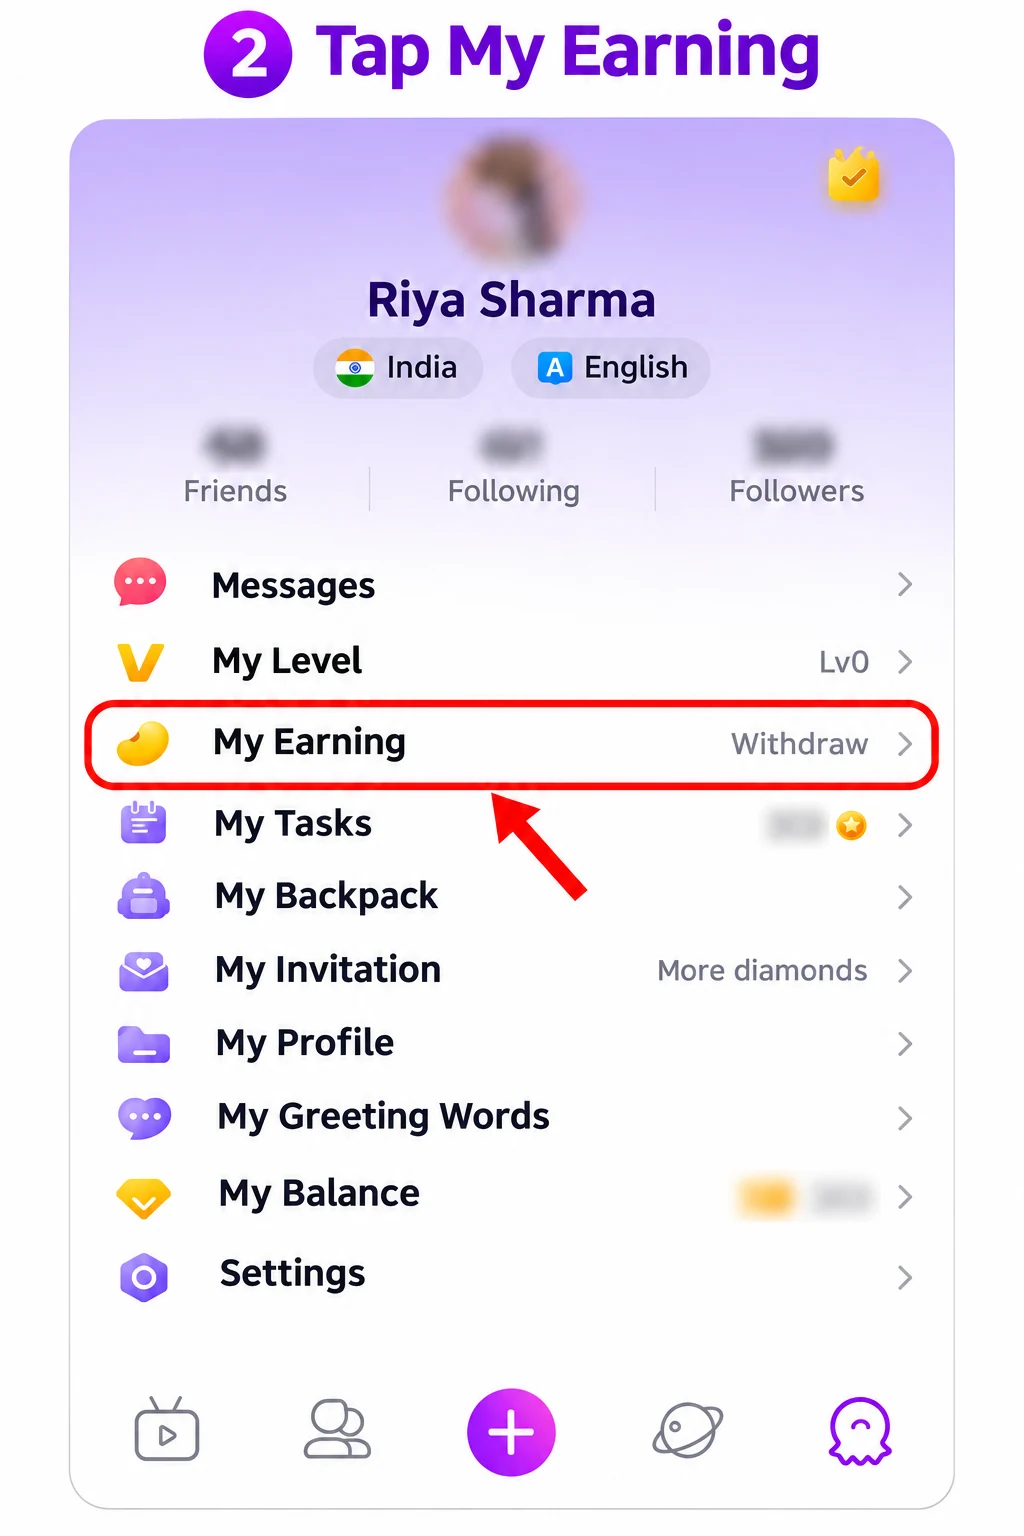 2 Tap My Earning
Riya Sharma
India A English
Friends Following Followers
Messages
My Level Lv0
My Earning Withdraw
My Tasks
My Backpack
My Invitation More diamonds
My Profile
My Greeting Words
My Balance
Settings